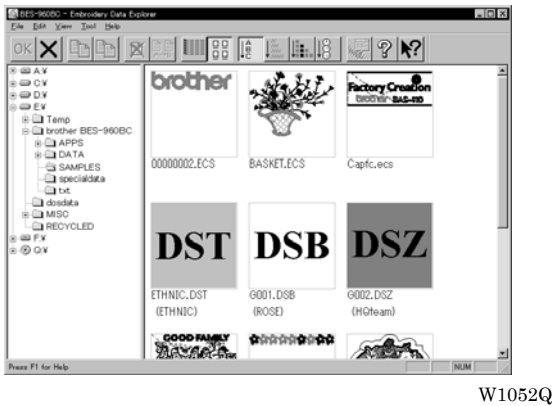 BES-960BC - Embroidery Data Explorer
File Edit View Tool Help
OK
A B C
A:¥
C:¥
D:¥
E:¥
Temp
brother BES-960BC
APPS
DATA
SAMPLES
specialdata
txt
dosdata
MISC
RECYCLED
F:¥
Q:¥
brother
00000002.ECS
BASKET.ECS
Factory Creation
brother BAS-410
Capfc.ecs
DST
ETHNIC.DST
(ETHNIC)
DSB
G001.DSB
(ROSE)
DSZ
G002.DSZ
(HQteam)
GOOD FAMILY
Press F1 for Help
NUM
W1052Q